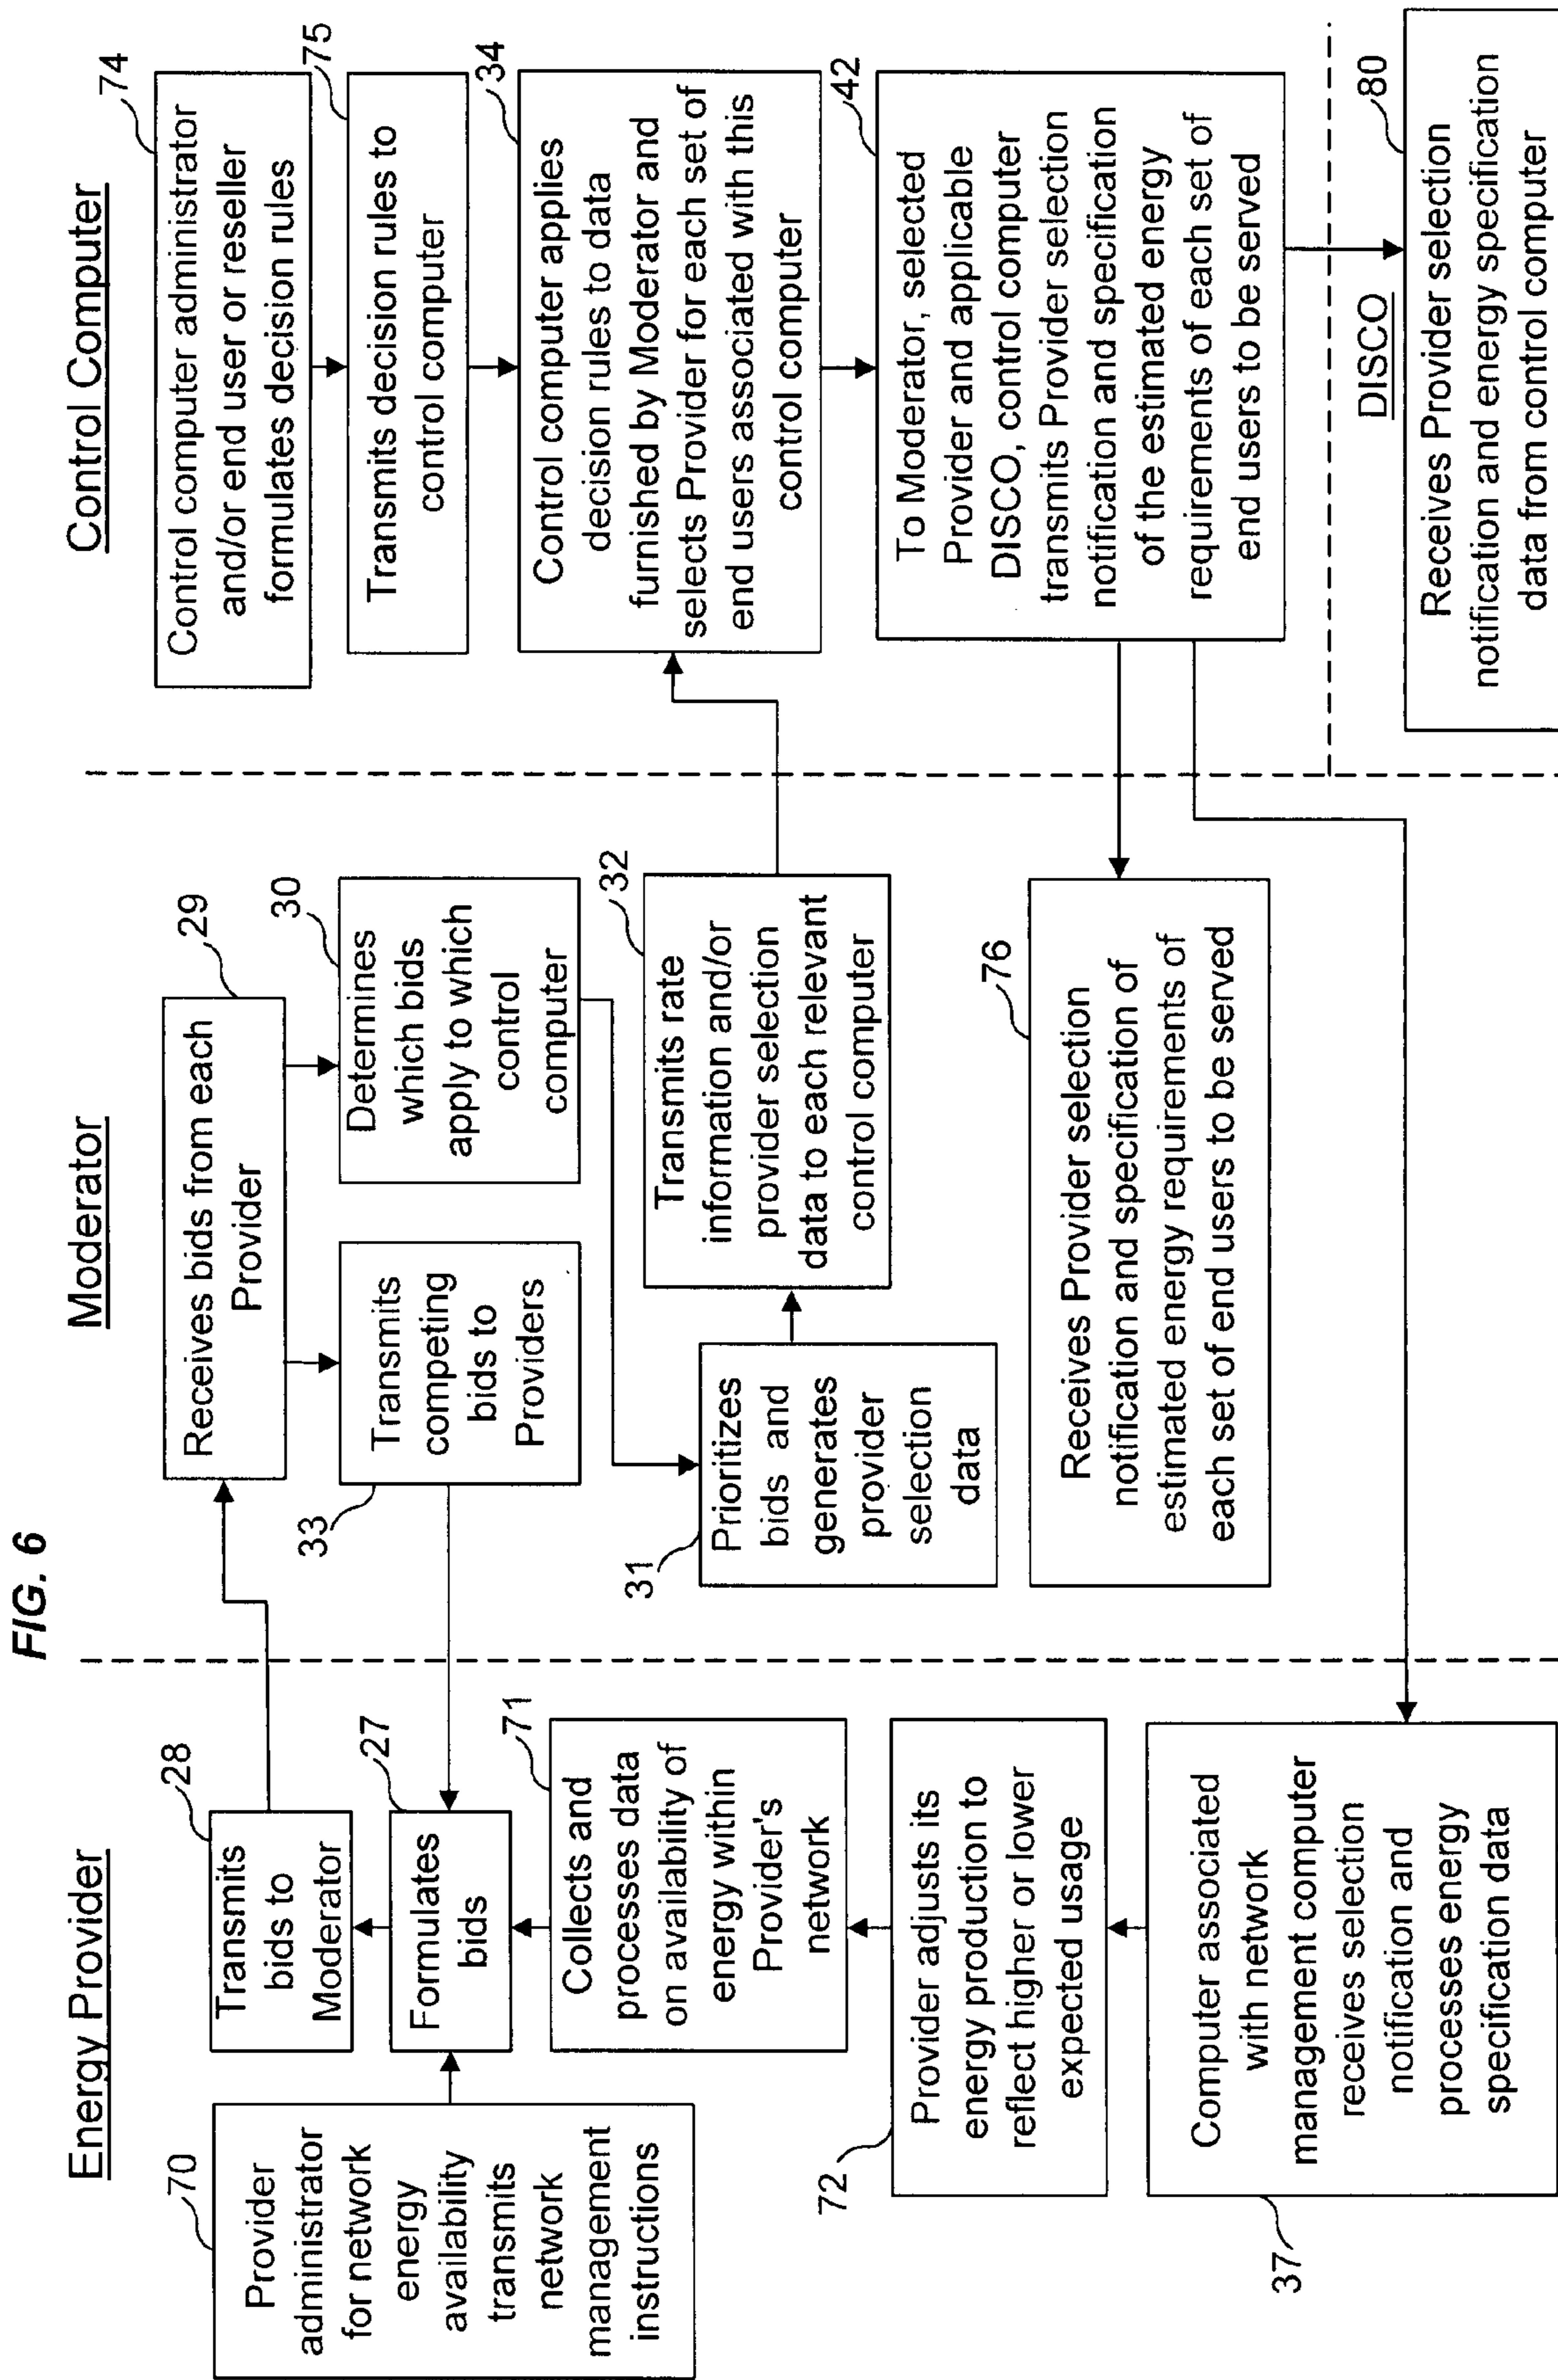 FIG. 6
Energy Provider
70
Provider
administrator
for network
energy
availability
transmits
network
management
instructions
28
Transmits
bids to
Moderator
27
Formulates
bids
71
Collects and
processes data
on availability of
energy within
Provider's
network
72
Provider adjusts its
energy production to
reflect higher or lower
expected usage
37
Computer associated
with network
management computer
receives selection
notification and
processes energy
specification data
Moderator
29
Receives bids from each
Provider
33
Transmits
competing
bids to
Providers
30
Determines
which bids
apply to which
control
computer
31
Prioritizes
bids and
generates
provider
selection
data
32
Transmits rate
information and/or
provider selection
data to each relevant
control computer
76
Receives Provider selection
notification and specification of
estimated energy requirements of
each set of end users to be served
Control Computer
74
Control computer administrator
and/or end user or reseller
formulates decision rules
75
Transmits decision rules to
control computer
34
Control computer applies
decision rules to data
furnished by Moderator and
selects Provider for each set of
end users associated with this
control computer
42
To Moderator, selected
Provider and applicable
DISCO, control computer
transmits Provider selection
notification and specification
of the estimated energy
requirements of each set of
end users to be served
DISCO
80
Receives Provider selection
notification and energy specification
data from control computer